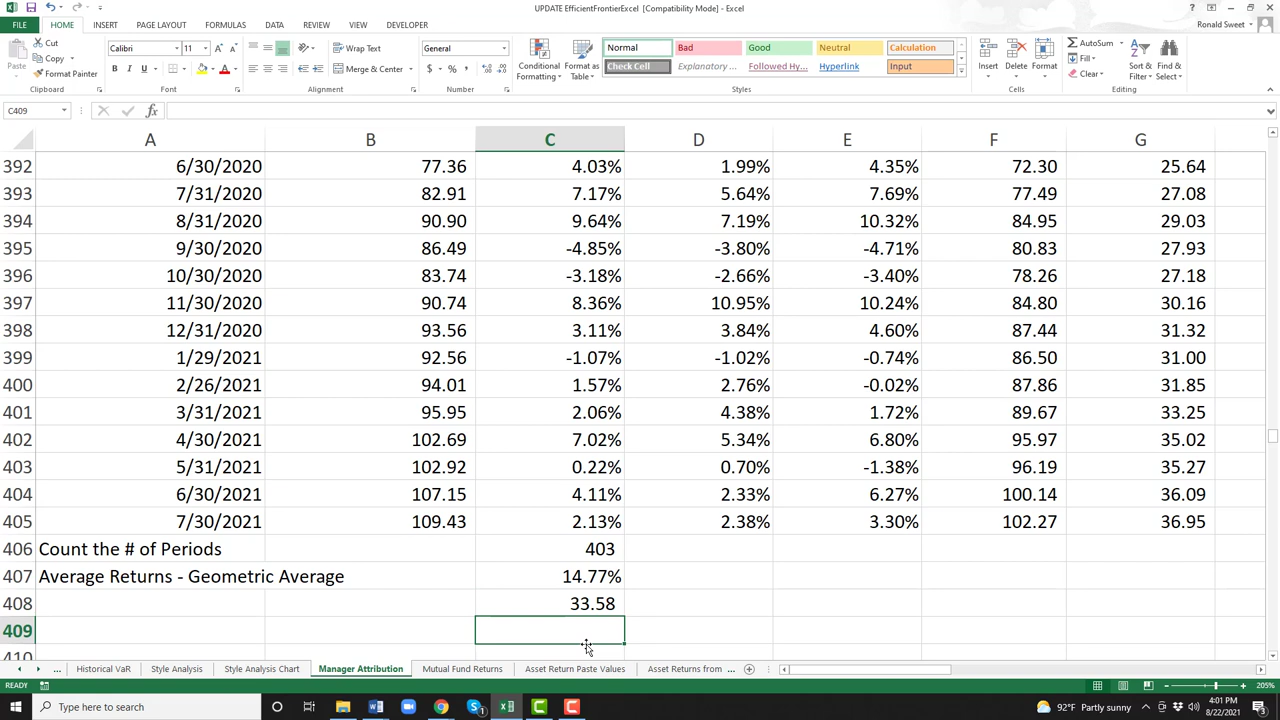 UPDATE EfficientFrontierExcel [Compatibility Mode] - Excel
FILE HOME INSERT PAGE LAYOUT FORMULAS DATA REVIEW VIEW DEVELOPER Ronald Sweet
Paste Cut Copy Format Painter Clipboard
Calibri 11 B I U A Font
Wrap Text Merge & Center Alignment
General $ % , Number
Conditional Formatting Format as Table
Normal Bad Good Neutral Calculation
Check Cell Explanatory ... Followed Hy... Hyperlink Input
Styles
Insert Delete Format Cells
AutoSum Fill Clear Sort & Filter Find & Select Editing
C409 fx
A B C D E F G
392 6/30/2020 77.36 4.03% 1.99% 4.35% 72.30 25.64
393 7/31/2020 82.91 7.17% 5.64% 7.69% 77.49 27.08
394 8/31/2020 90.90 9.64% 7.19% 10.32% 84.95 29.03
395 9/30/2020 86.49 -4.85% -3.80% -4.71% 80.83 27.93
396 10/30/2020 83.74 -3.18% -2.66% -3.40% 78.26 27.18
397 11/30/2020 90.74 8.36% 10.95% 10.24% 84.80 30.16
398 12/31/2020 93.56 3.11% 3.84% 4.60% 87.44 31.32
399 1/29/2021 92.56 -1.07% -1.02% -0.74% 86.50 31.00
400 2/26/2021 94.01 1.57% 2.76% -0.02% 87.86 31.85
401 3/31/2021 95.95 2.06% 4.38% 1.72% 89.67 33.25
402 4/30/2021 102.69 7.02% 5.34% 6.80% 95.97 35.02
403 5/31/2021 102.92 0.22% 0.70% -1.38% 96.19 35.27
404 6/30/2021 107.15 4.11% 2.33% 6.27% 100.14 36.09
405 7/30/2021 109.43 2.13% 2.38% 3.30% 102.27 36.95
406 Count the # of Periods 403
407 Average Returns - Geometric Average 14.77%
408 33.58
409
410
... Historical VaR Style Analysis Style Analysis Chart Manager Attribution Mutual Fund Returns Asset Return Paste Values Asset Returns from ...
READY 205%
Type here to search 92°F Partly sunny 4:01 PM
8/22/2021